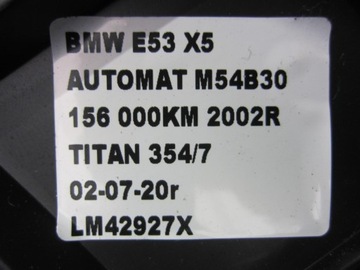 BMW E53 X5
AUTOMAT M54B30
156 000KM 2002R
TITAN 354/7
02-07-20r
LM42927X